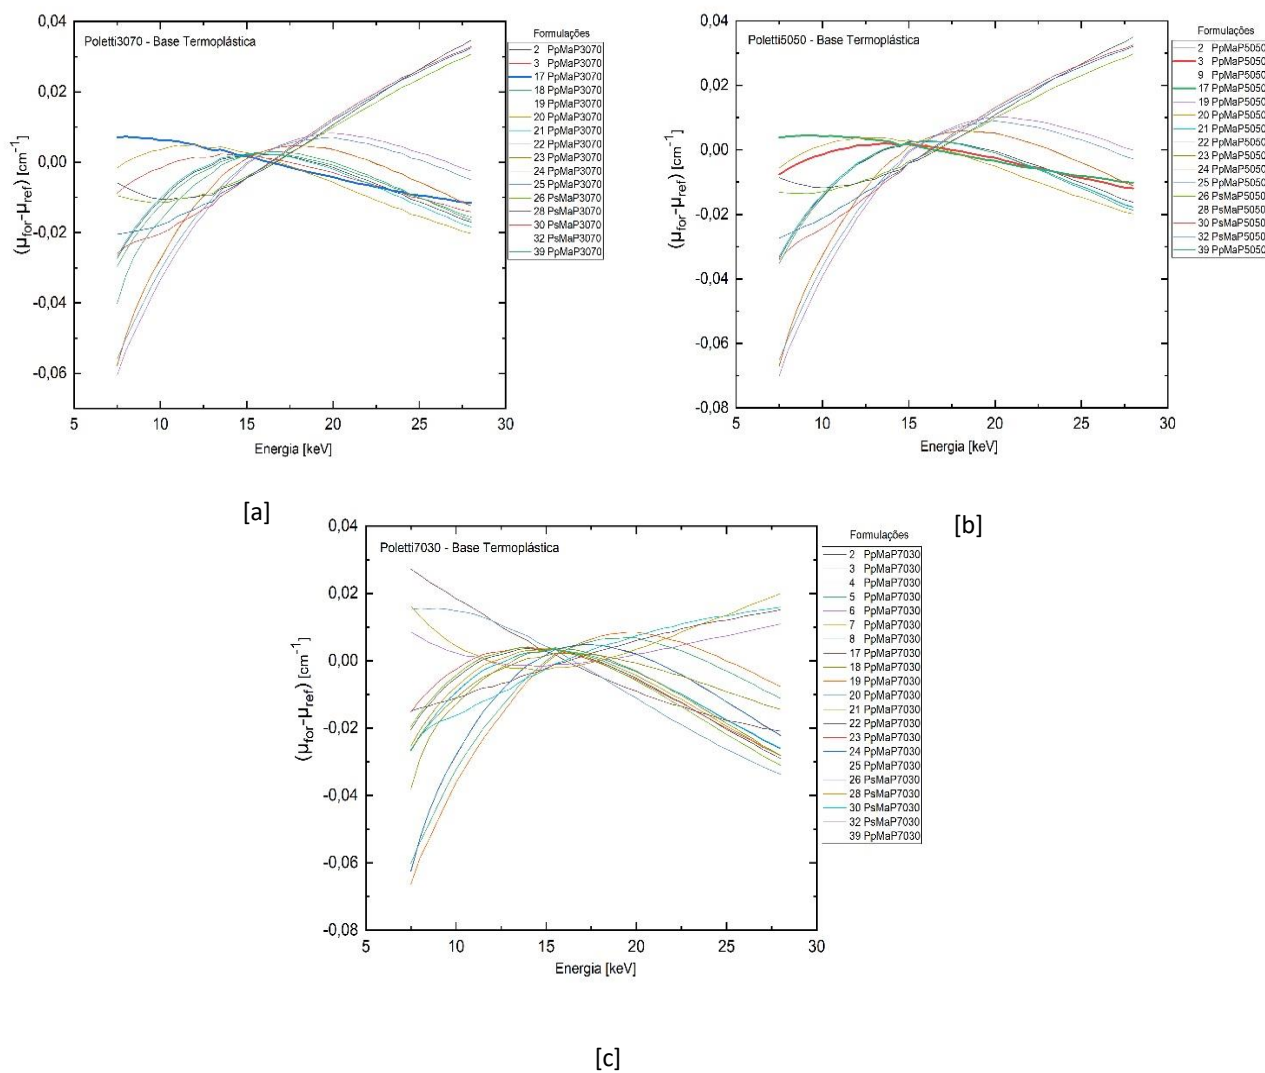 Poletti3070 - Base Termoplástica
Formulações
2 PpMaP3070
3 PpMaP3070
17 PpMaP3070
18 PpMaP3070
19 PpMaP3070
20 PpMaP3070
21 PpMaP3070
22 PpMaP3070
23 PpMaP3070
24 PpMaP3070
25 PpMaP3070
26 PsMaP3070
28 PsMaP3070
30 PsMaP3070
32 PsMaP3070
39 PpMaP3070
(μfor-μref) [cm⁻¹]
0,04
0,02
0,00
-0,02
-0,04
-0,06
5 10 15 20 25 30
Energia [keV]
[a]
Poletti5050 - Base Termoplástica
Formulações
2 PpMaP5050
3 PpMaP5050
9 PpMaP5050
17 PpMaP5050
19 PpMaP5050
20 PpMaP5050
21 PpMaP5050
22 PpMaP5050
23 PpMaP5050
24 PpMaP5050
25 PpMaP5050
26 PsMaP5050
28 PsMaP5050
30 PsMaP5050
32 PsMaP5050
39 PpMaP5050
(μfor-μref) [cm⁻¹]
0,04
0,02
0,00
-0,02
-0,04
-0,06
-0,08
5 10 15 20 25 30
Energia [keV]
[b]
Poletti7030 - Base Termoplástica
Formulações
2 PpMaP7030
3 PpMaP7030
4 PpMaP7030
5 PpMaP7030
6 PpMaP7030
7 PpMaP7030
8 PpMaP7030
17 PpMaP7030
18 PpMaP7030
19 PpMaP7030
20 PpMaP7030
21 PpMaP7030
22 PpMaP7030
23 PpMaP7030
24 PpMaP7030
25 PpMaP7030
26 PsMaP7030
28 PsMaP7030
30 PsMaP7030
32 PsMaP7030
39 PpMaP7030
(μfor-μref) [cm⁻¹]
0,04
0,02
0,00
-0,02
-0,04
-0,06
-0,08
5 10 15 20 25 30
Energia [keV]
[c]